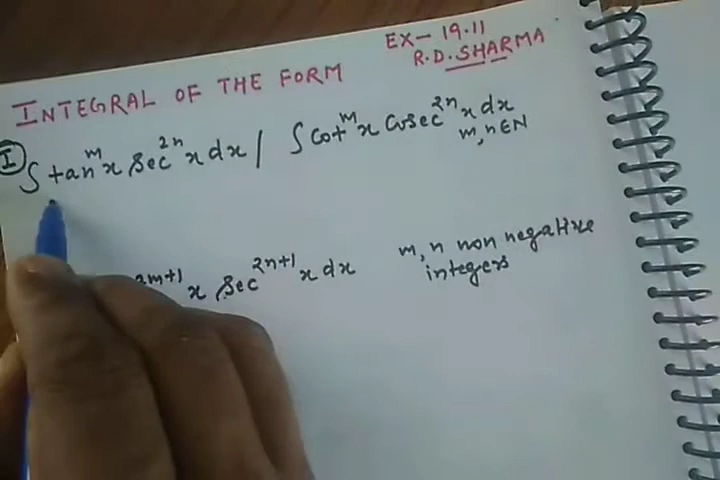 EX- 19.11
R.D. SHARMA
INTEGRAL OF THE FORM
I ∫ tanᵐx sec²ⁿx dx / ∫ cotᵐx cosec²ⁿx dx
m,n∈N
2m+1 x sec²ⁿ⁺¹ x dx m, n non negative
integers